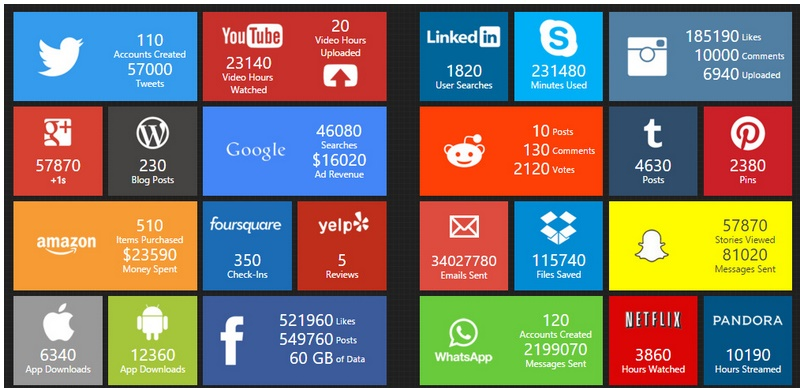 110
Accounts Created
57000
Tweets
YouTube
23140
Video Hours
Watched
20
Video Hours
Uploaded
LinkedIn
1820
User Searches
S
231480
Minutes Used
185190 Likes
10000 Comments
6940 Uploaded
g+
57870
+1s
W
230
Blog Posts
Google
46080
Searches
$16020
Ad Revenue
10 Posts
130 Comments
2120 Votes
t
4630
Posts
2380
Pins
amazon
510
Items Purchased
$23590
Money Spent
foursquare
350
Check-Ins
yelp
5
Reviews
34027780
Emails Sent
115740
Files Saved
57870
Stories Viewed
81020
Messages Sent
6340
App Downloads
12360
App Downloads
f
521960 Likes
549760 Posts
60 GB of Data
WhatsApp
120
Accounts Created
2199070
Messages Sent
NETFLIX
3860
Hours Watched
PANDORA
10190
Hours Streamed